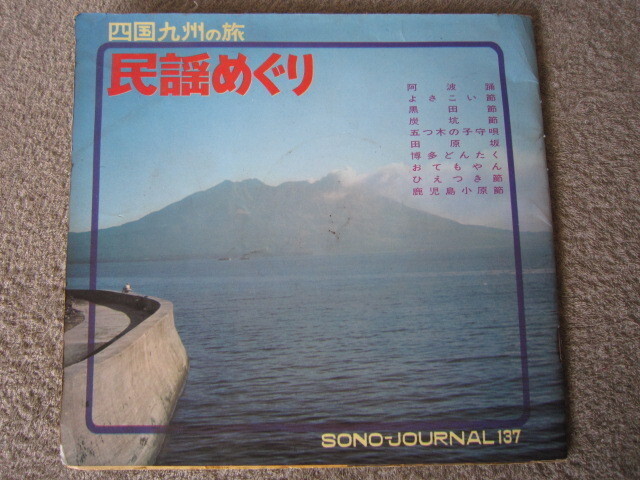 四国九州の旅
民謡めぐり
阿波踊
よさこい節
黒田節
炭坑節
五つ木の子守唄
田原坂
博多どんたく
おてもやん
ひえつき節
鹿児島小原節
SONO-JOURNAL 137